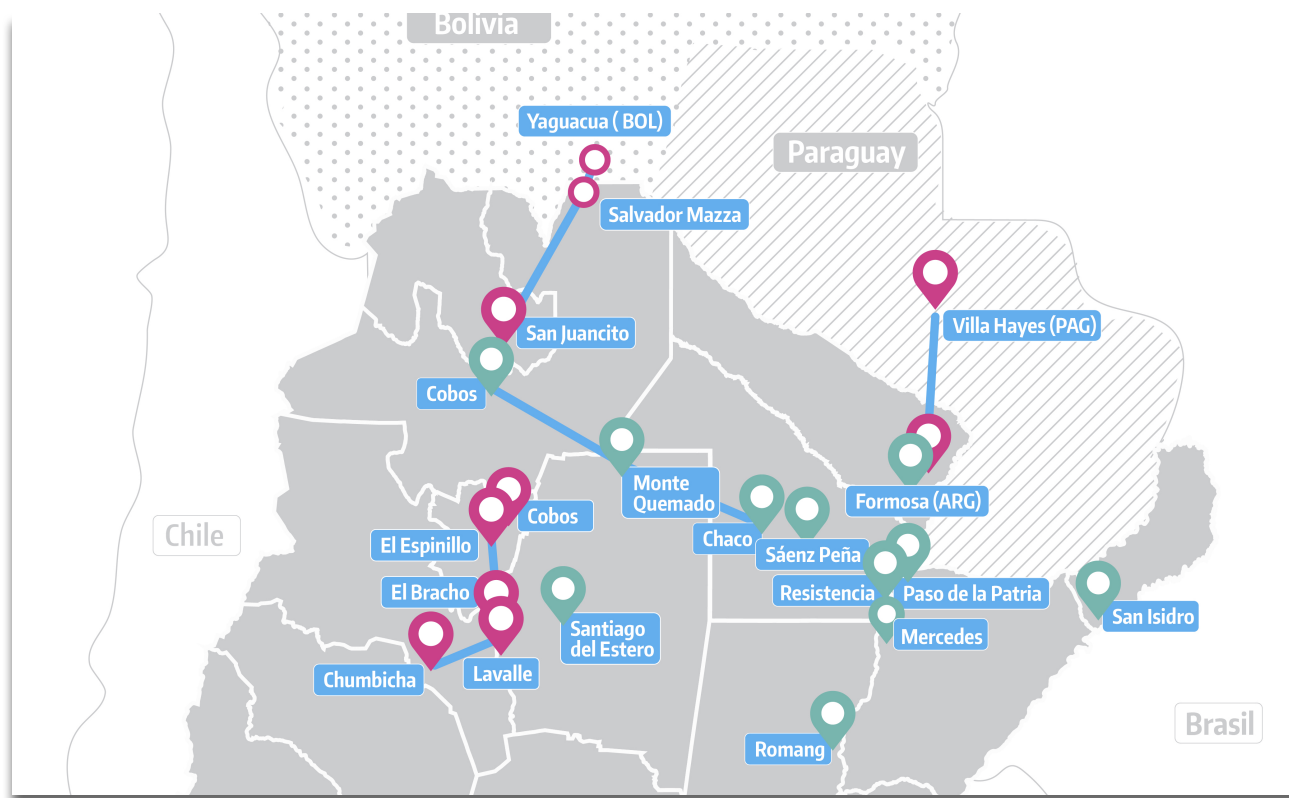 Bolivia
Yaguacua ( BOL)
Paraguay
Salvador Mazza
Villa Hayes (PAG)
San Juancito
Cobos
Monte
Quemado
Formosa (ARG)
Cobos
Chile
El Espinillo
Chaco
Sáenz Peña
El Bracho
Resistencia
Paso de la Patria
San Isidro
Santiago
del Estero
Mercedes
Chumbicha
Lavalle
Brasil
Romang